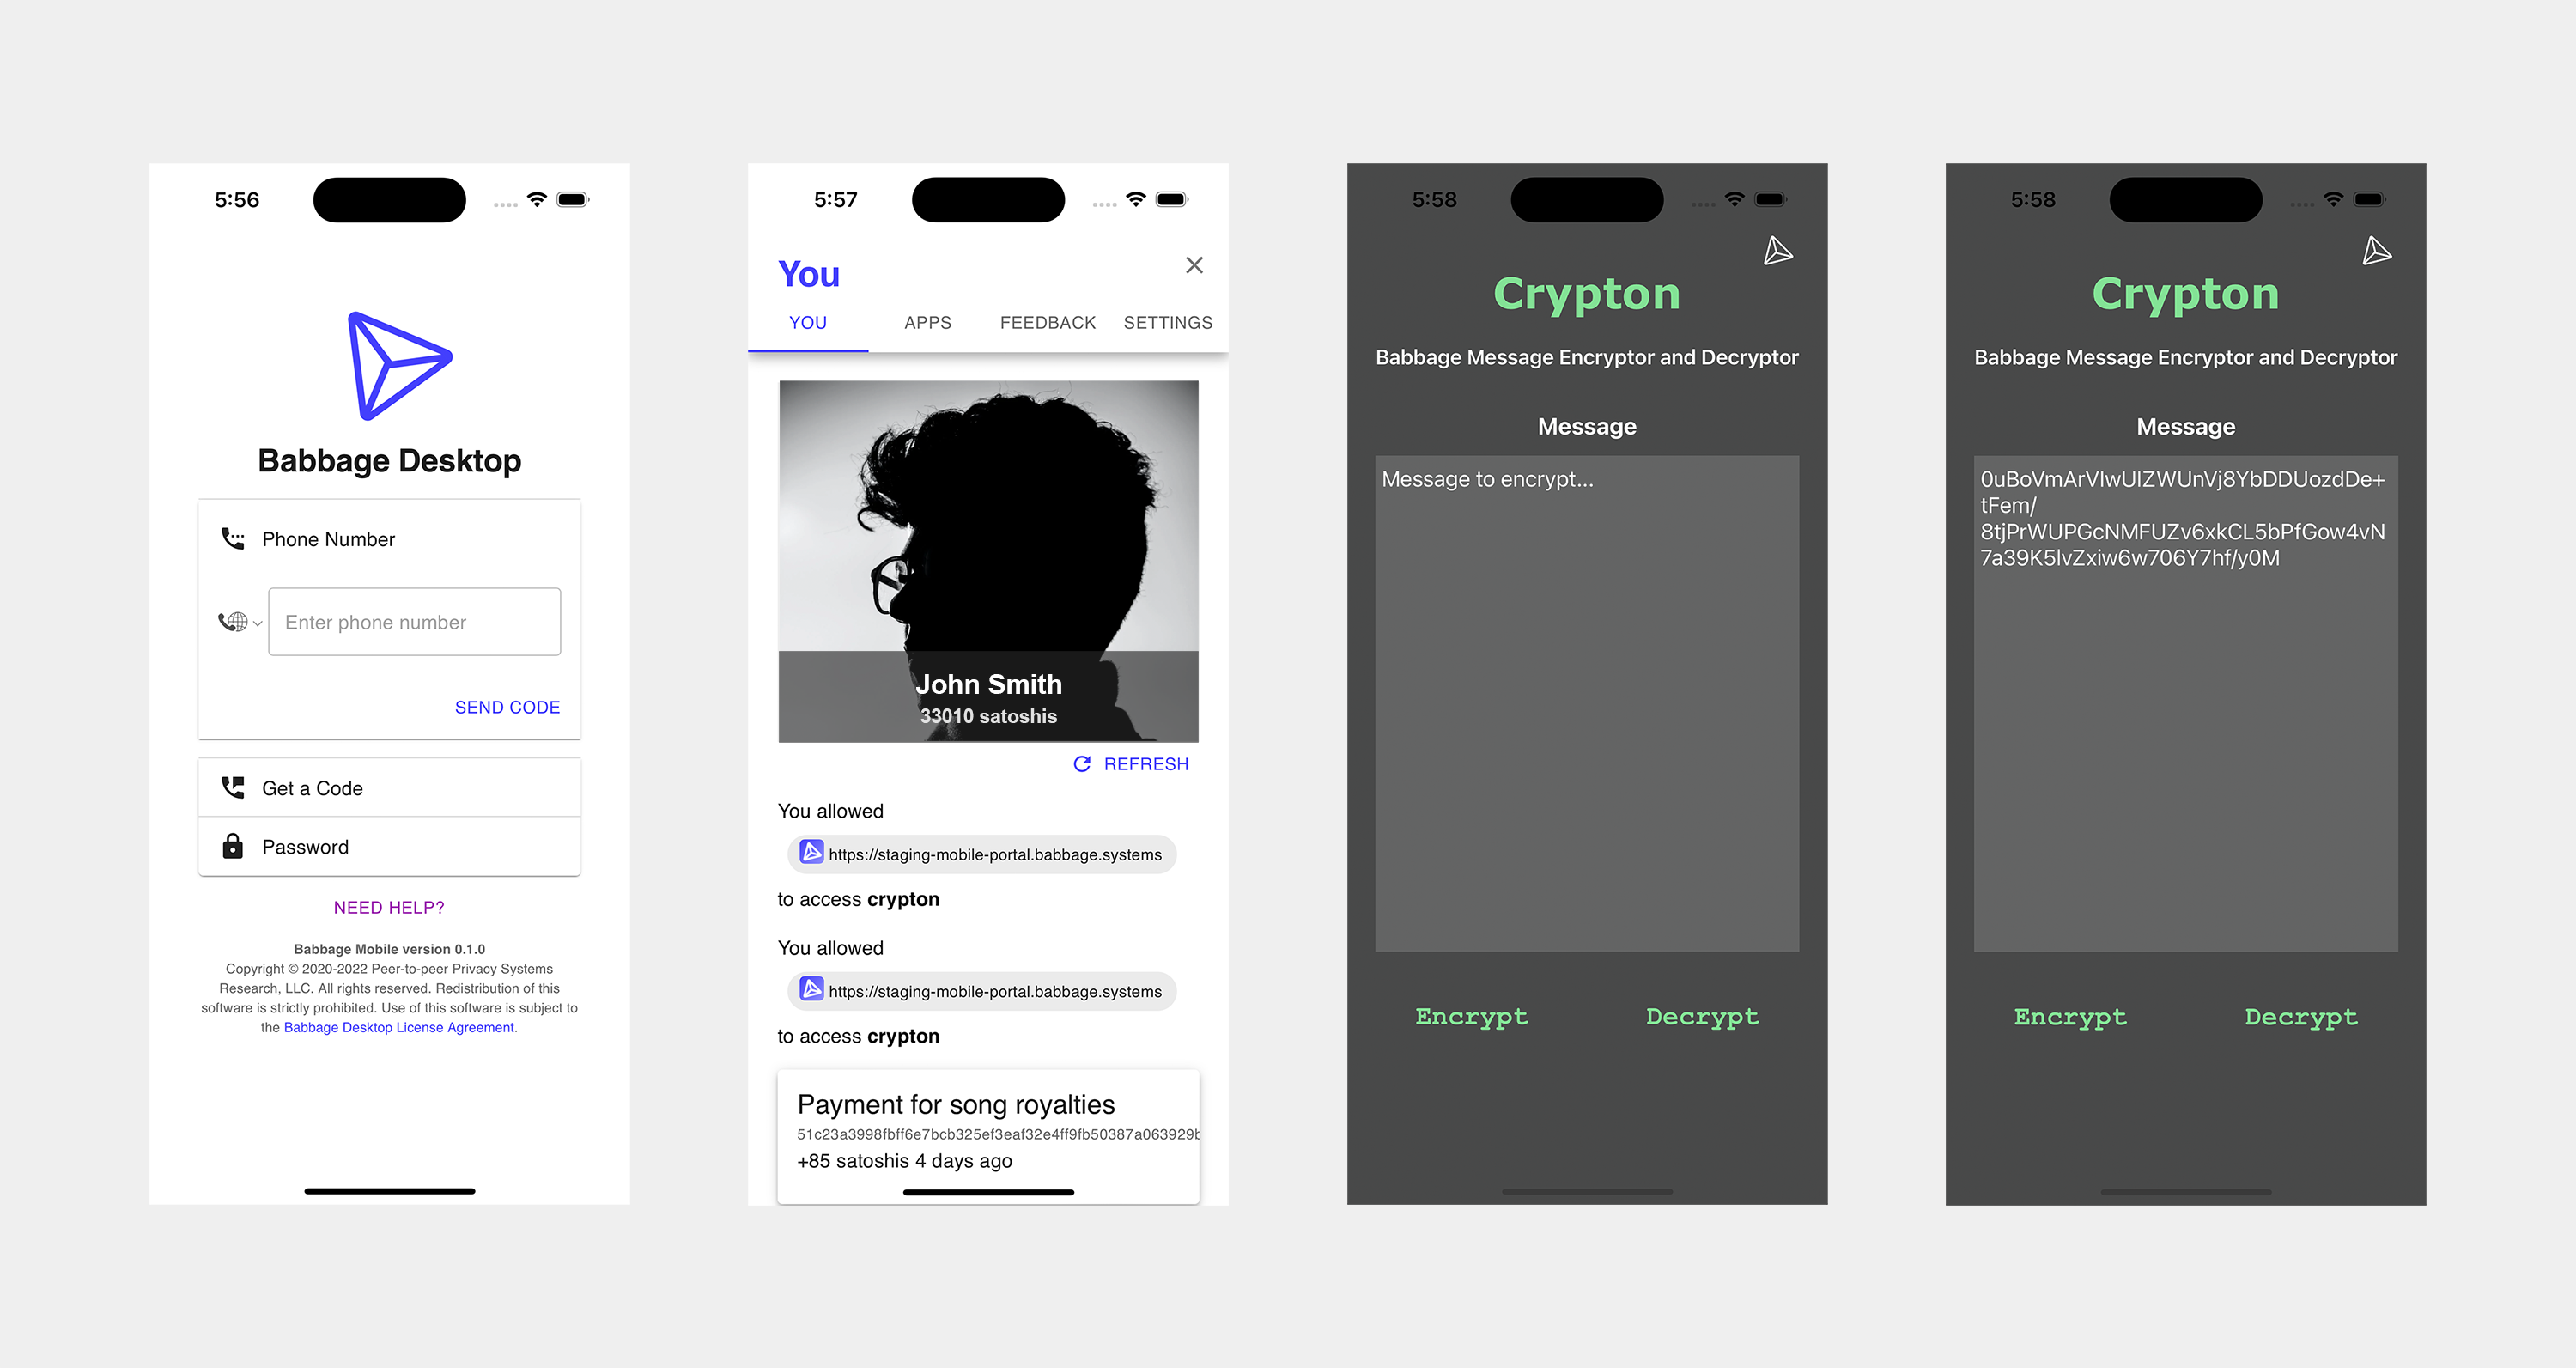 5:56
Babbage Desktop
Phone Number
Enter phone number
SEND CODE
Get a Code
Password
NEED HELP?
Babbage Mobile version 0.1.0
Copyright © 2020-2022 Peer-to-peer Privacy Systems
Research, LLC. All rights reserved. Redistribution of this
software is strictly prohibited. Use of this software is subject to
the Babbage Desktop License Agreement.
5:57
You
YOU APPS FEEDBACK SETTINGS
John Smith
33010 satoshis
REFRESH
You allowed
https://staging-mobile-portal.babbage.systems
to access crypton
You allowed
https://staging-mobile-portal.babbage.systems
to access crypton
Payment for song royalties
51c23a3998fbff6e7bcb325ef3eaf32e4ff9fb50387a063929b
+85 satoshis 4 days ago
5:58
Crypton
Babbage Message Encryptor and Decryptor
Message
Message to encrypt...
Encrypt Decrypt
5:58
Crypton
Babbage Message Encryptor and Decryptor
Message
0uBoVmArVIwUIZWUnVj8YbDDUozdDe+
tFem/
8tjPrWUPGcNMFUZv6xkCL5bPfGow4vN
7a39K5lvZxiw6w706Y7hf/y0M
Encrypt Decrypt